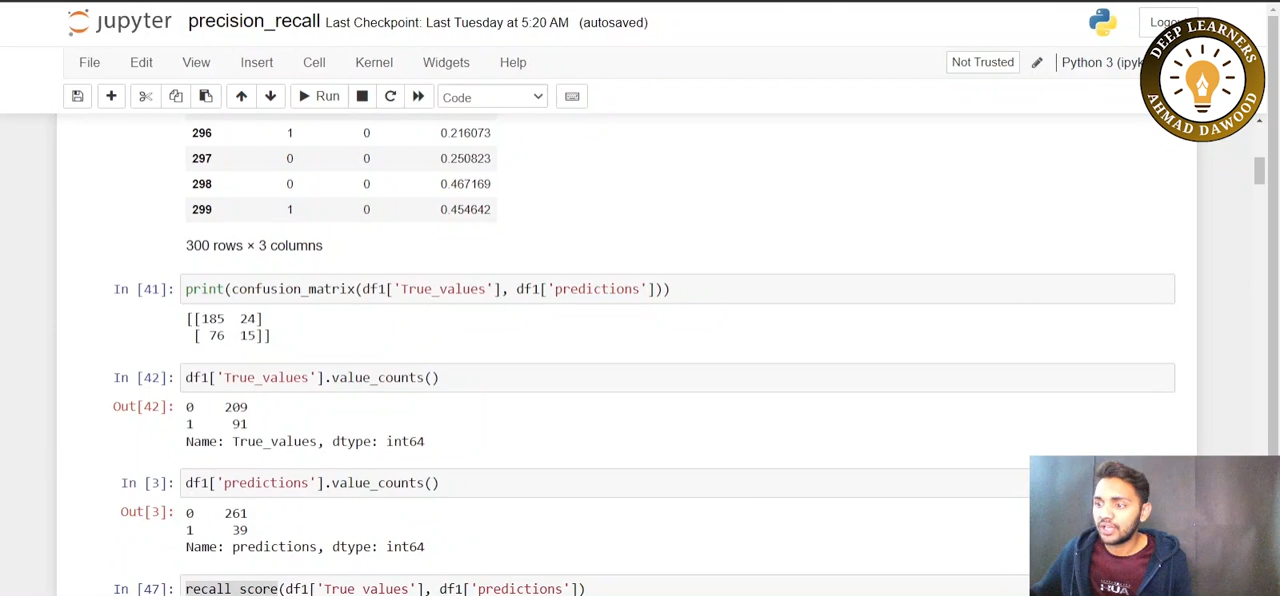 jupyter precision_recall Last Checkpoint: Last Tuesday at 5:20 AM (autosaved)
File Edit View Insert Cell Kernel Widgets Help Not Trusted Python 3 (ipyk
Run Code
DEEP LEARNERS
AHMAD DAWOOD
296 1 0 0.216073
297 0 0 0.250823
298 0 0 0.467169
299 1 0 0.454642
300 rows × 3 columns
In [41]: print(confusion_matrix(df1['True_values'], df1['predictions']))
[[185 24]
[ 76 15]]
In [42]: df1['True_values'].value_counts()
Out[42]: 0 209
1 91
Name: True_values, dtype: int64
In [3]: df1['predictions'].value_counts()
Out[3]: 0 261
1 39
Name: predictions, dtype: int64
In [47]: recall_score(df1['True_values'], df1['predictions'])